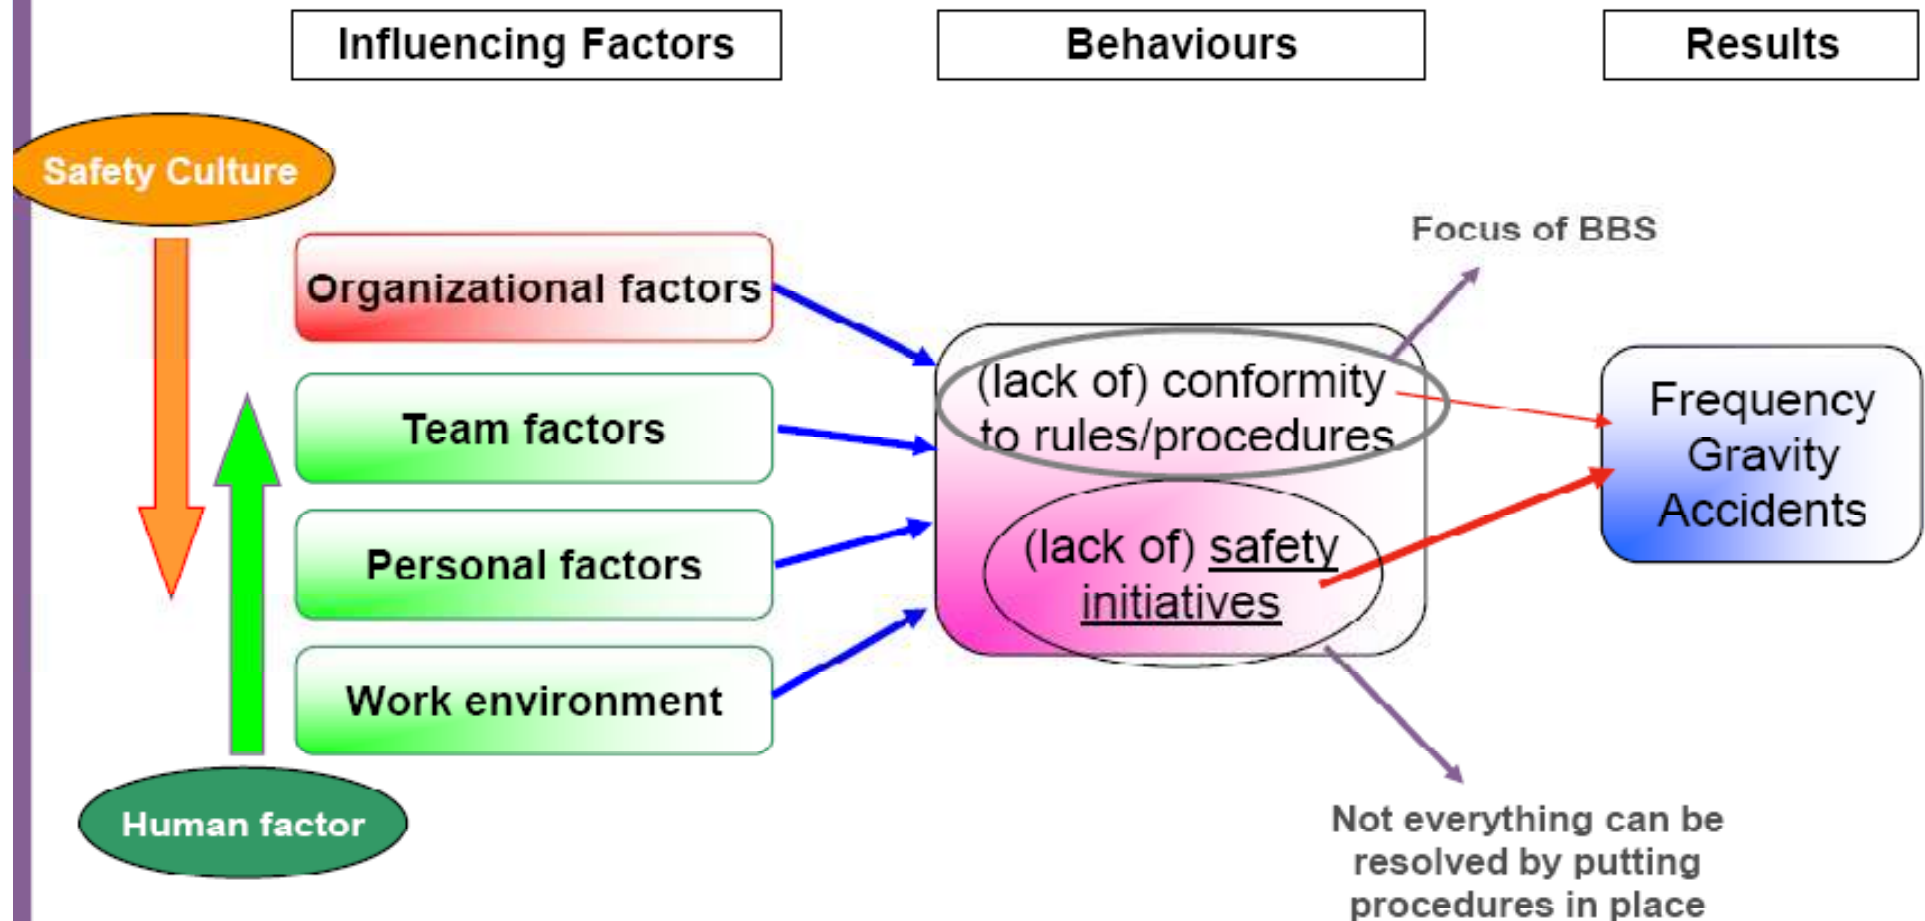 Influencing Factors
Behaviours
Results
Safety Culture
Focus of BBS
Organizational factors
Team factors
Personal factors
Work environment
(lack of) conformity
to rules/procedures
(lack of) safety
initiatives
Frequency
Gravity
Accidents
Human factor
Not everything can be
resolved by putting
procedures in place